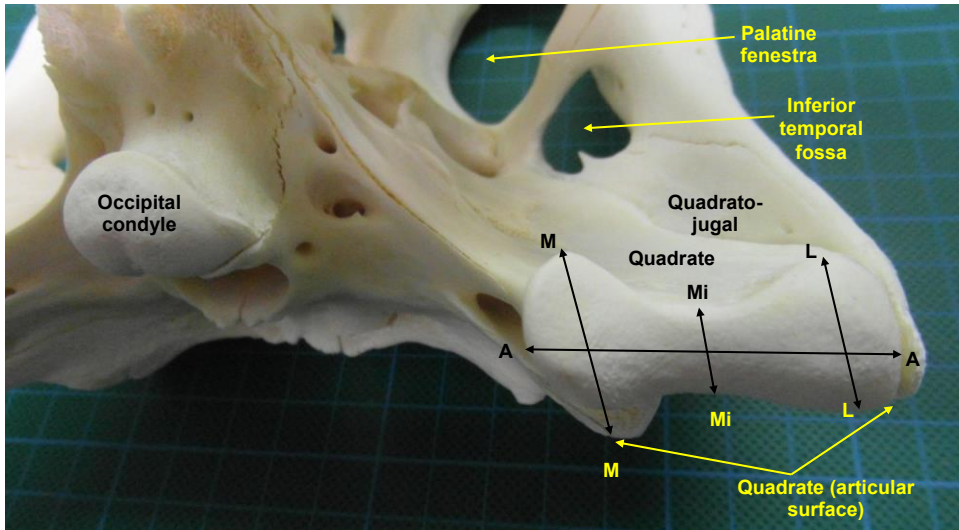 Palatine
fenestra
Inferior
temporal
fossa
Occipital
condyle
Quadrato-
jugal
M
L
Quadrate
Mi
A
A
Mi
L
M
Quadrate (articular
surface)